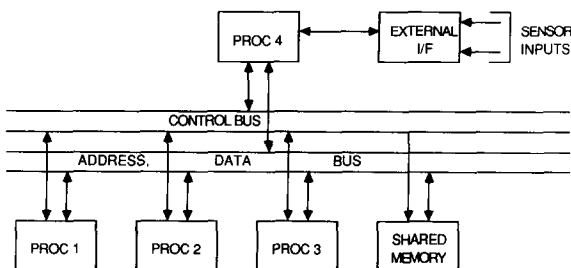 PROC 4
EXTERNAL
I/F
SENSOR
INPUTS
CONTROL BUS
ADDRESS, DATA BUS
PROC 1
PROC 2
PROC 3
SHARED
MEMORY